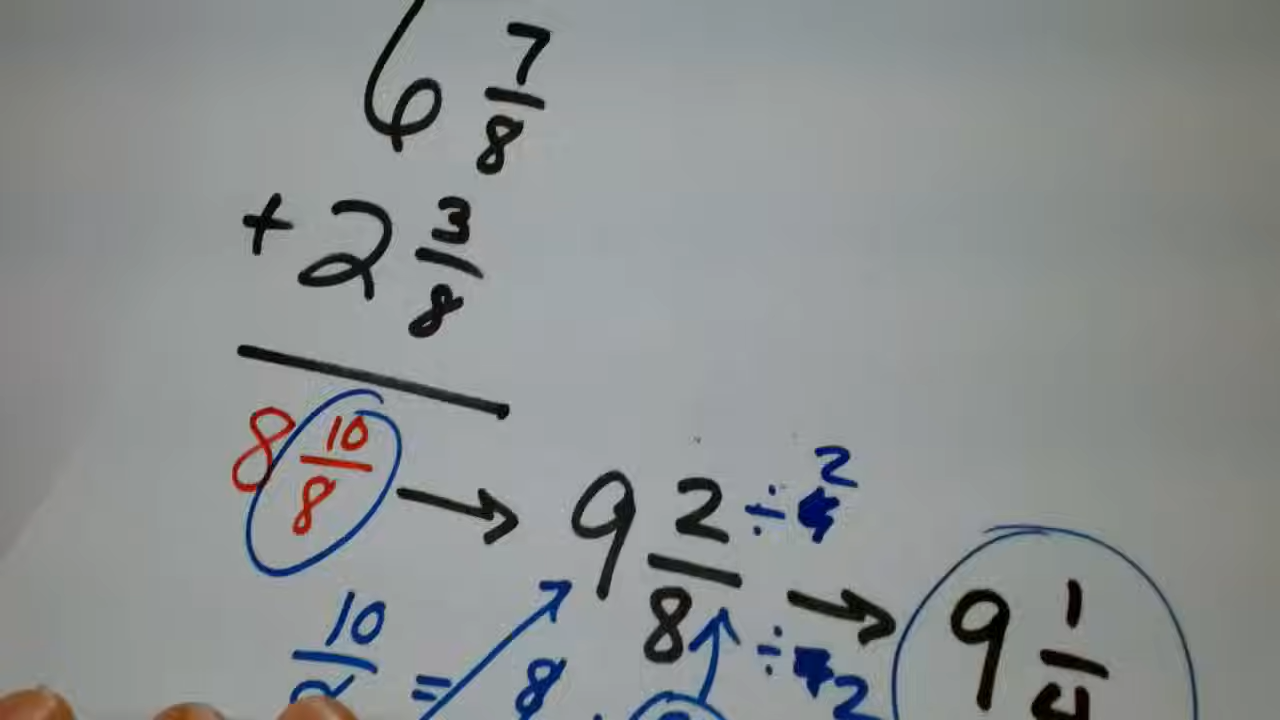 6 7/8
+ 2 3/8
8 10/8 → 9 2/8 ÷ 2 ÷ 2 → 9 1/4
10 = 8